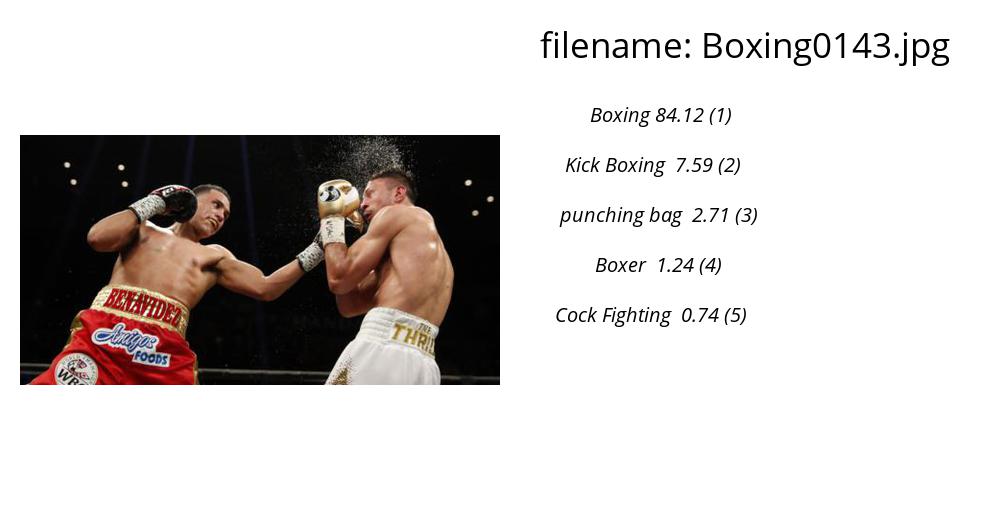 filename: Boxing0143.jpg
Boxing 84.12 (1)
Kick Boxing 7.59 (2)
punching bag 2.71 (3)
Boxer 1.24 (4)
Cock Fighting 0.74 (5)
BENAVIDEZ
Amigos
FOODS
WBC
THE
THRIL